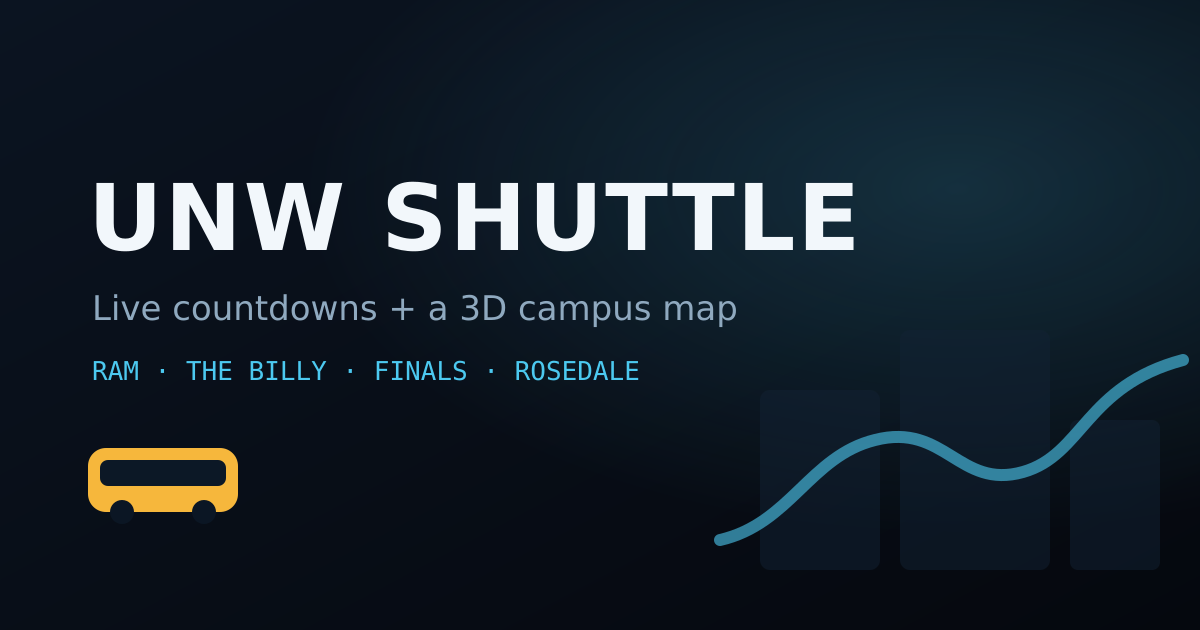 UNW SHUTTLE
Live countdowns + a 3D campus map
RAM · THE BILLY · FINALS · ROSEDALE